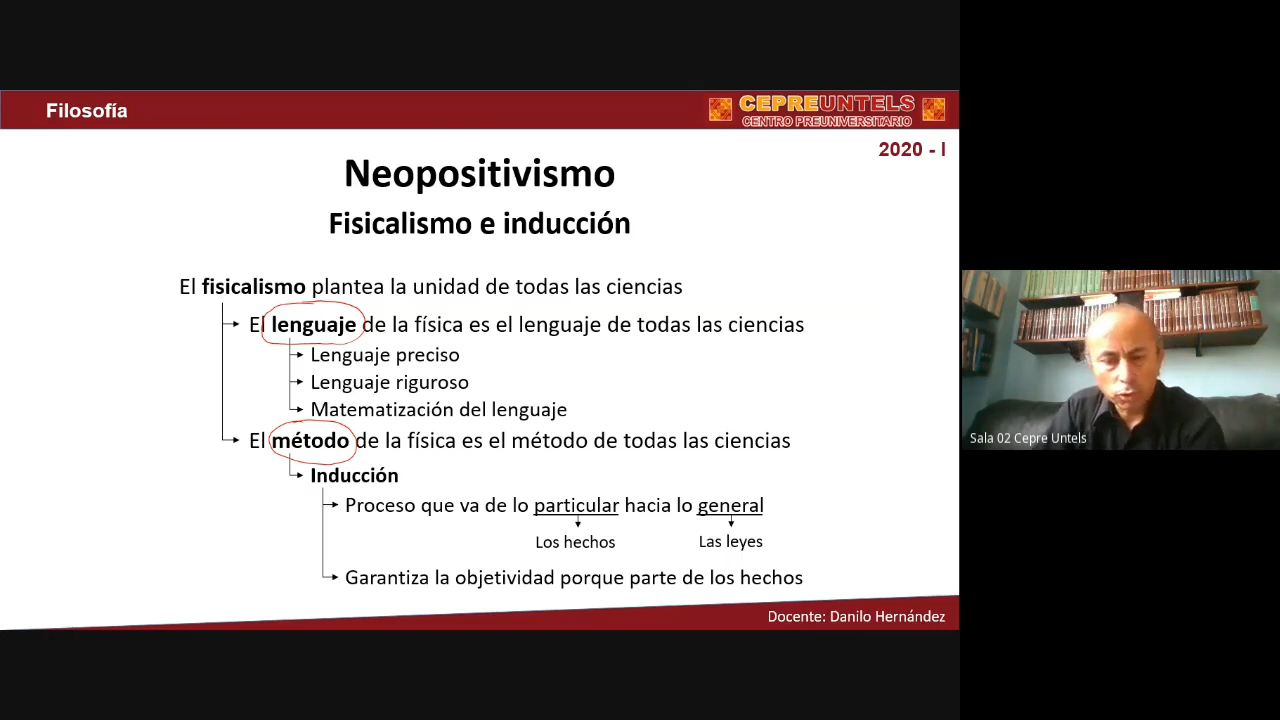 Filosofía
CEPREUNTELS
CENTRO PREUNIVERSITARIO
2020 - I
Neopositivismo
Fisicalismo e inducción
El fisicalismo plantea la unidad de todas las ciencias
El lenguaje de la física es el lenguaje de todas las ciencias
Lenguaje preciso
Lenguaje riguroso
Matematización del lenguaje
El método de la física es el método de todas las ciencias
Inducción
Proceso que va de lo particular hacia lo general
Los hechos
Las leyes
Garantiza la objetividad porque parte de los hechos
Docente: Danilo Hernández
Sala 02 Cepre Untels